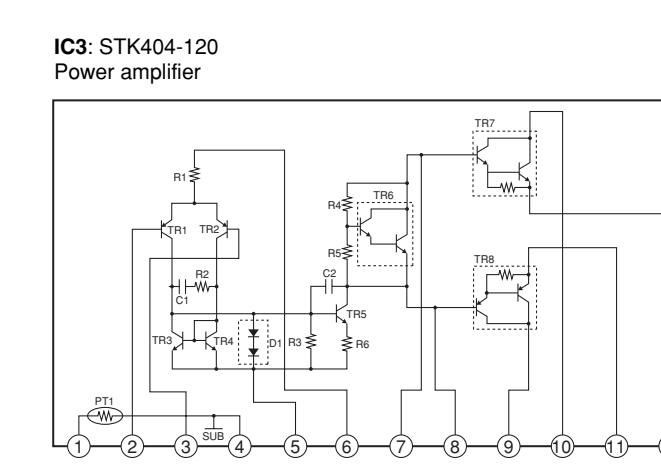 IC3: STK404-120
Power amplifier
TR7
R1
TR6
R4
TR1
TR2
R5
TR8
R2
C2
C1
TR5
TR3
TR4
D1
R3
R6
PT1
SUB
1 2 3 4 5 6 7 8 9 10 11